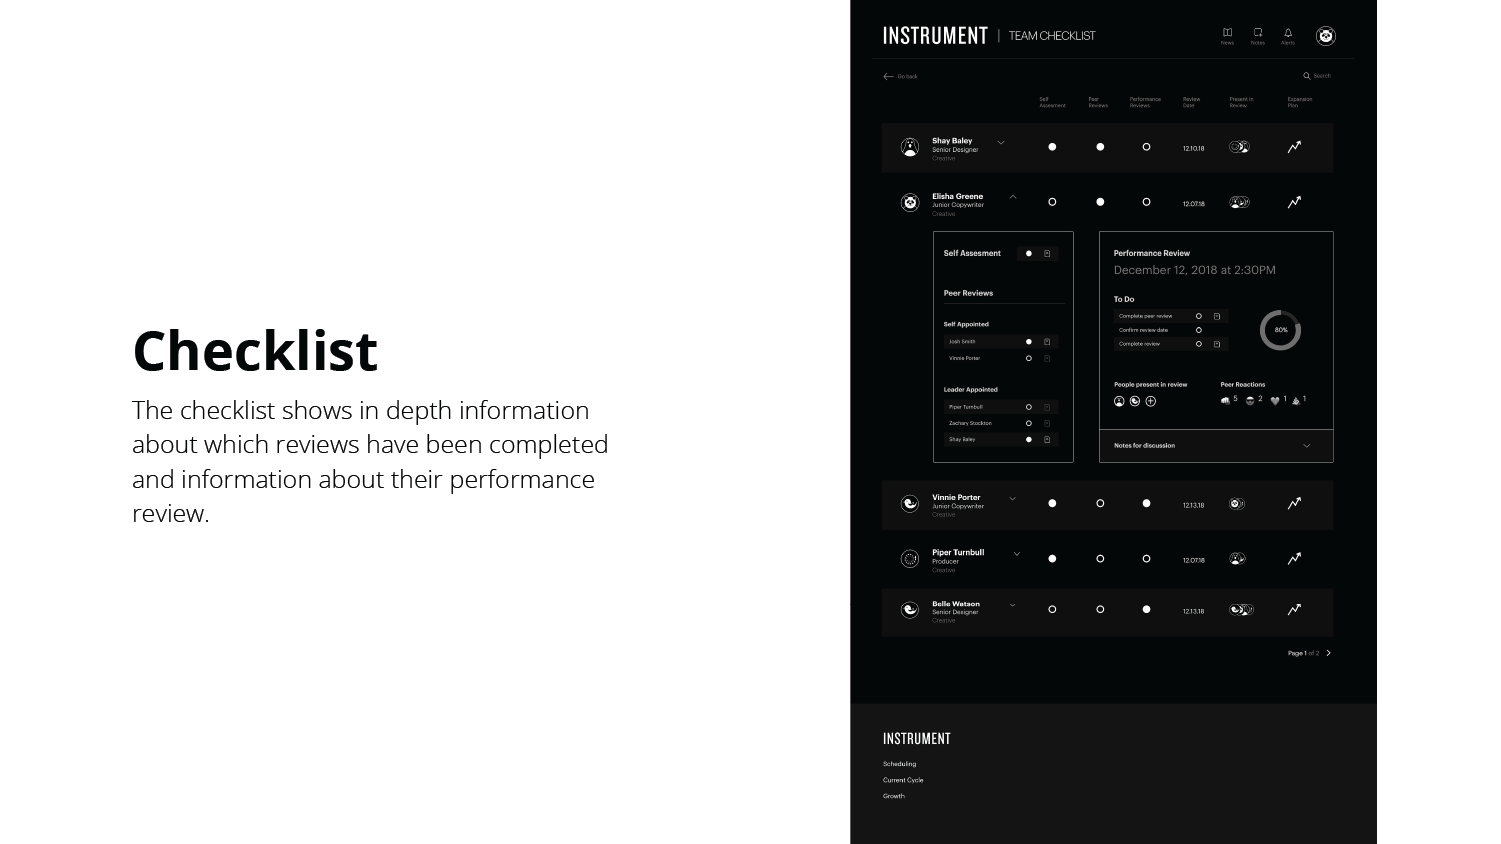 Checklist
The checklist shows in depth information
about which reviews have been completed
and information about their performance
review.
INSTRUMENT | TEAM CHECKLIST
News
Notes
Alerts
Go back
Search
Self
Assesment
Peer
Reviews
Performance
Reviews
Review
Date
Present in
Review
Expansion
Plan
Shay Baley
Senior Designer
Creative
12.10.18
Elisha Greene
Junior Copywriter
Creative
12.07.18
Self Assesment
Peer Reviews
Self Appointed
Josh Smith
Vinnie Porter
Leader Appointed
Piper Turnbull
Zachary Stockton
Shay Baley
Performance Review
December 12, 2018 at 2:30PM
To Do
Complete peer review
Confirm review date
Complete review
80%
People present in review
Peer Reactions
5 2 1 1
Notes for discussion
Vinnie Porter
Junior Copywriter
Creative
12.13.18
Piper Turnbull
Producer
Creative
12.07.18
Belle Watson
Senior Designer
Creative
12.13.18
Page 1 of 2
INSTRUMENT
Scheduling
Current Cycle
Growth